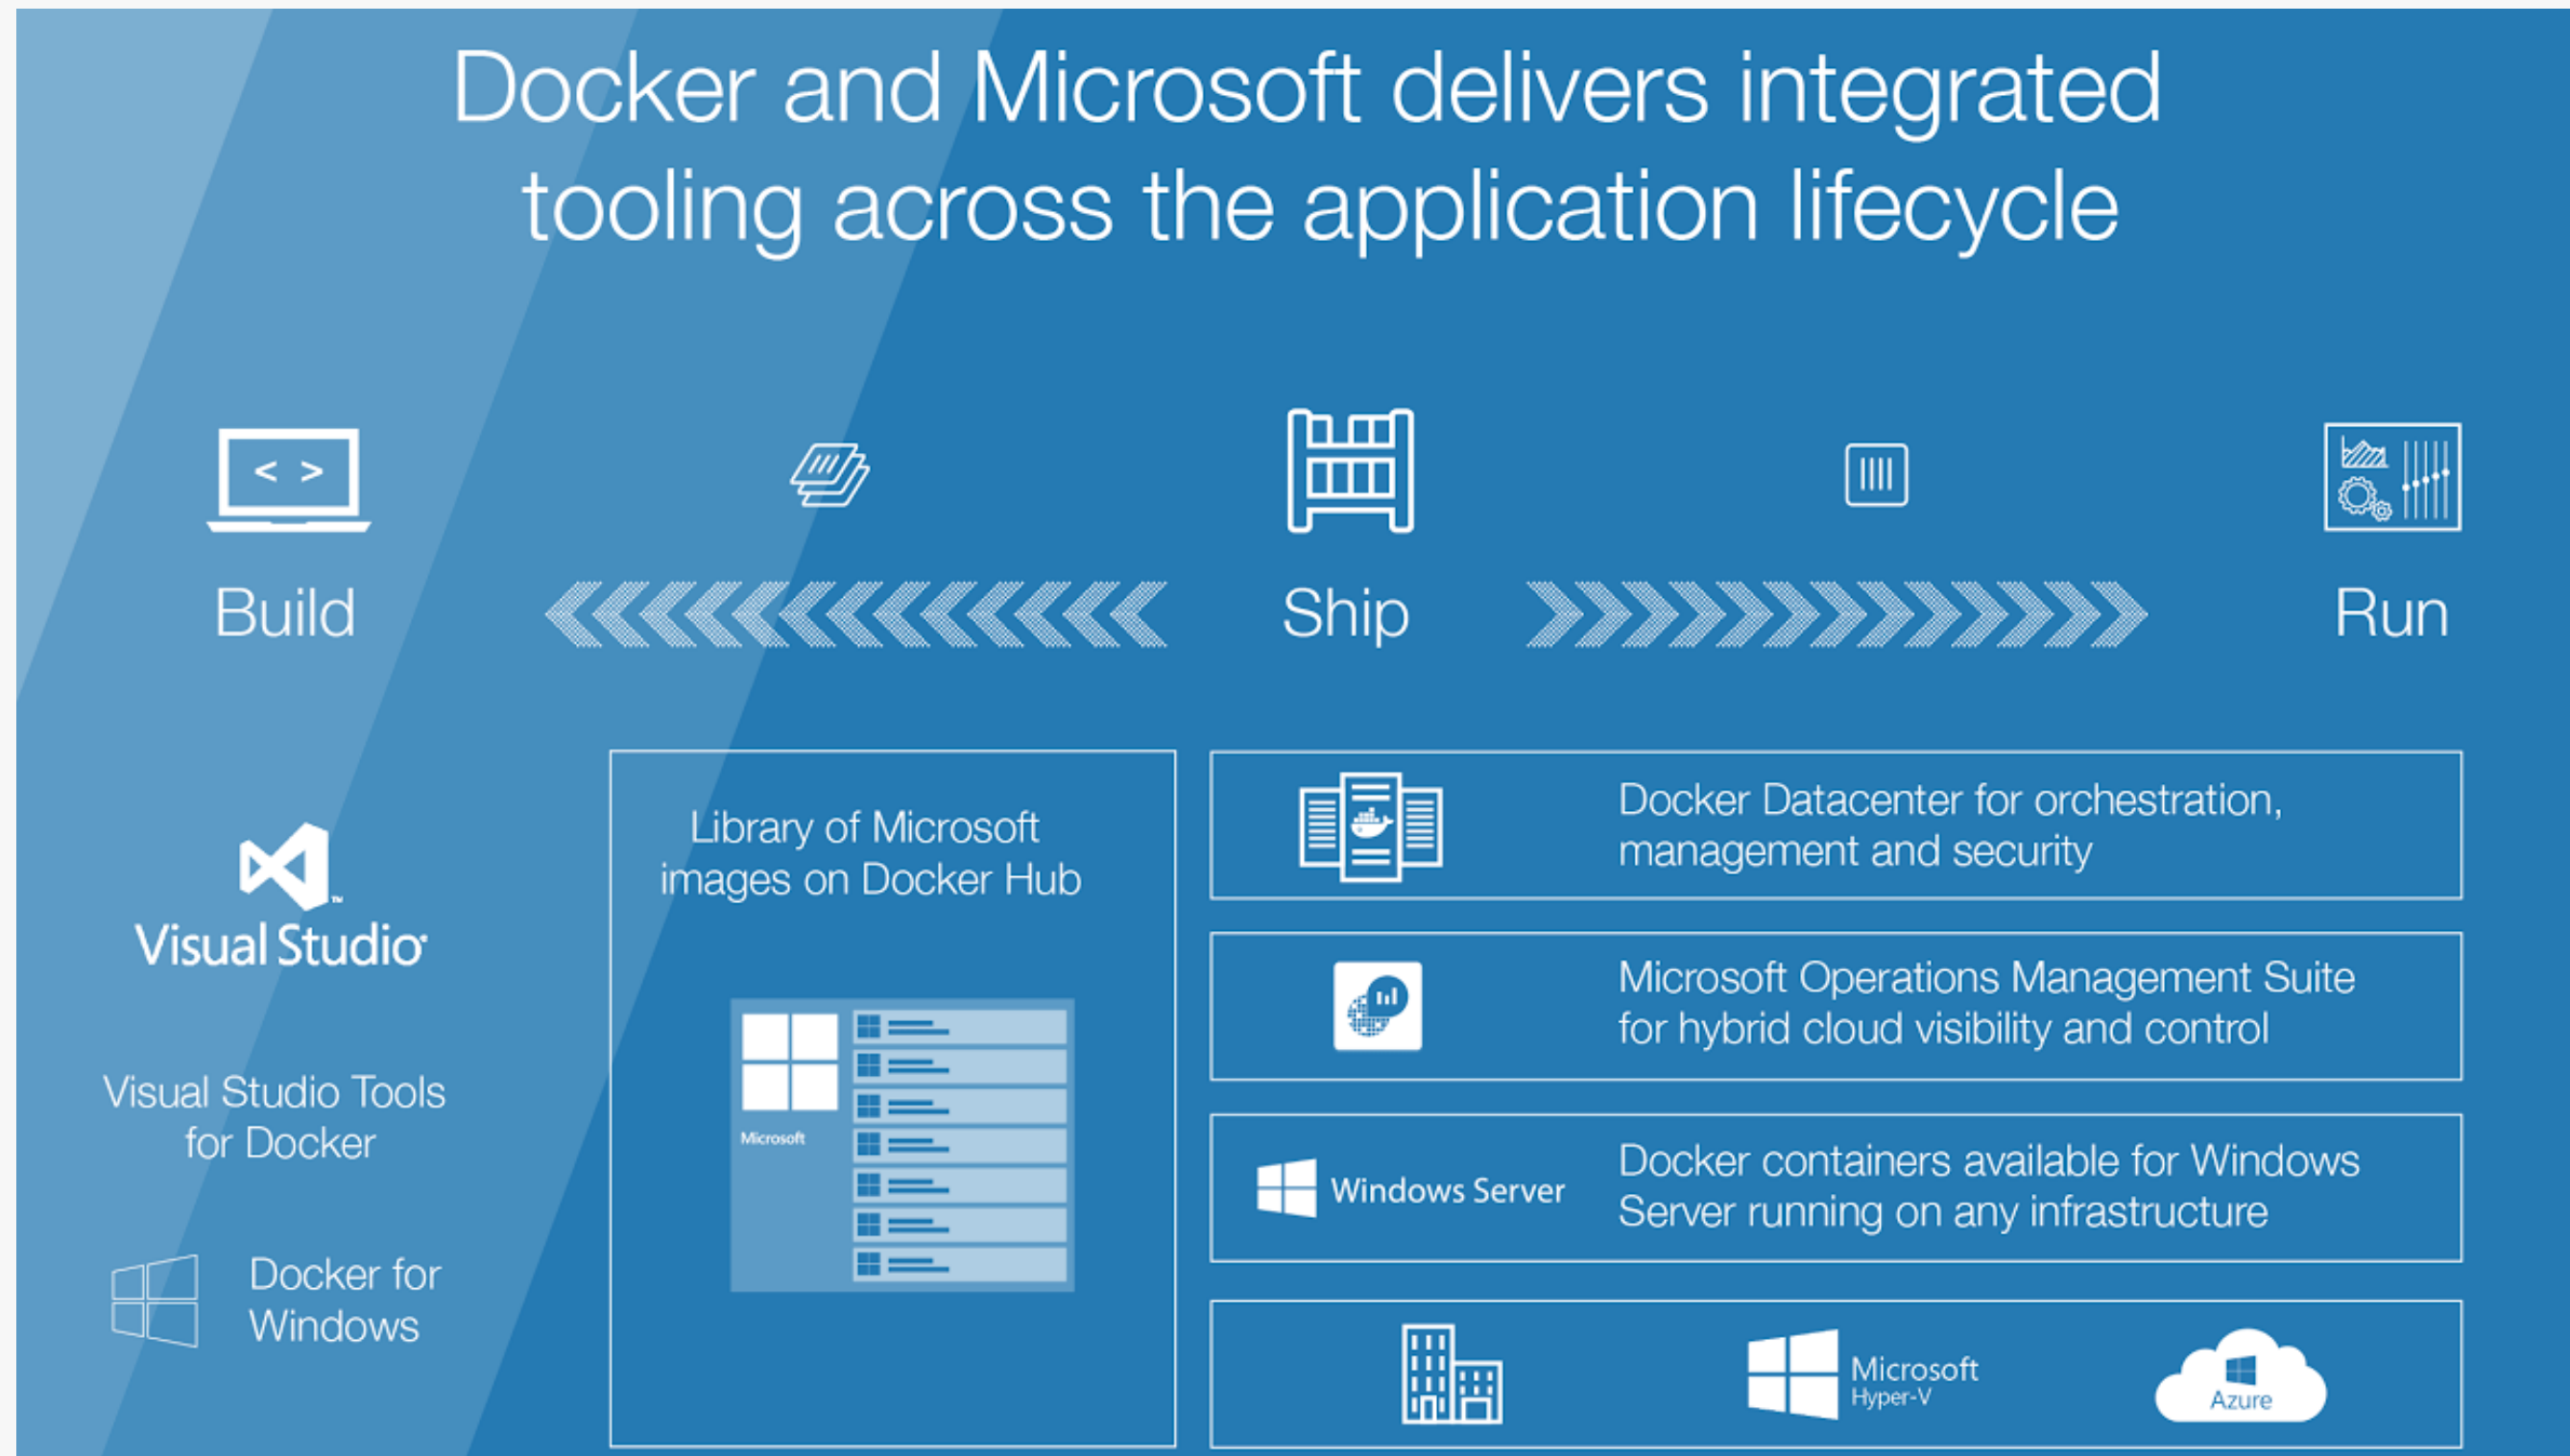 Docker and Microsoft delivers integrated
tooling across the application lifecycle
< >
Build
Ship
Run
Visual Studio™
Visual Studio Tools
for Docker
Docker for
Windows
Library of Microsoft
images on Docker Hub
Microsoft
Docker Datacenter for orchestration,
management and security
Microsoft Operations Management Suite
for hybrid cloud visibility and control
Windows Server
Docker containers available for Windows
Server running on any infrastructure
Microsoft
Hyper-V
Azure